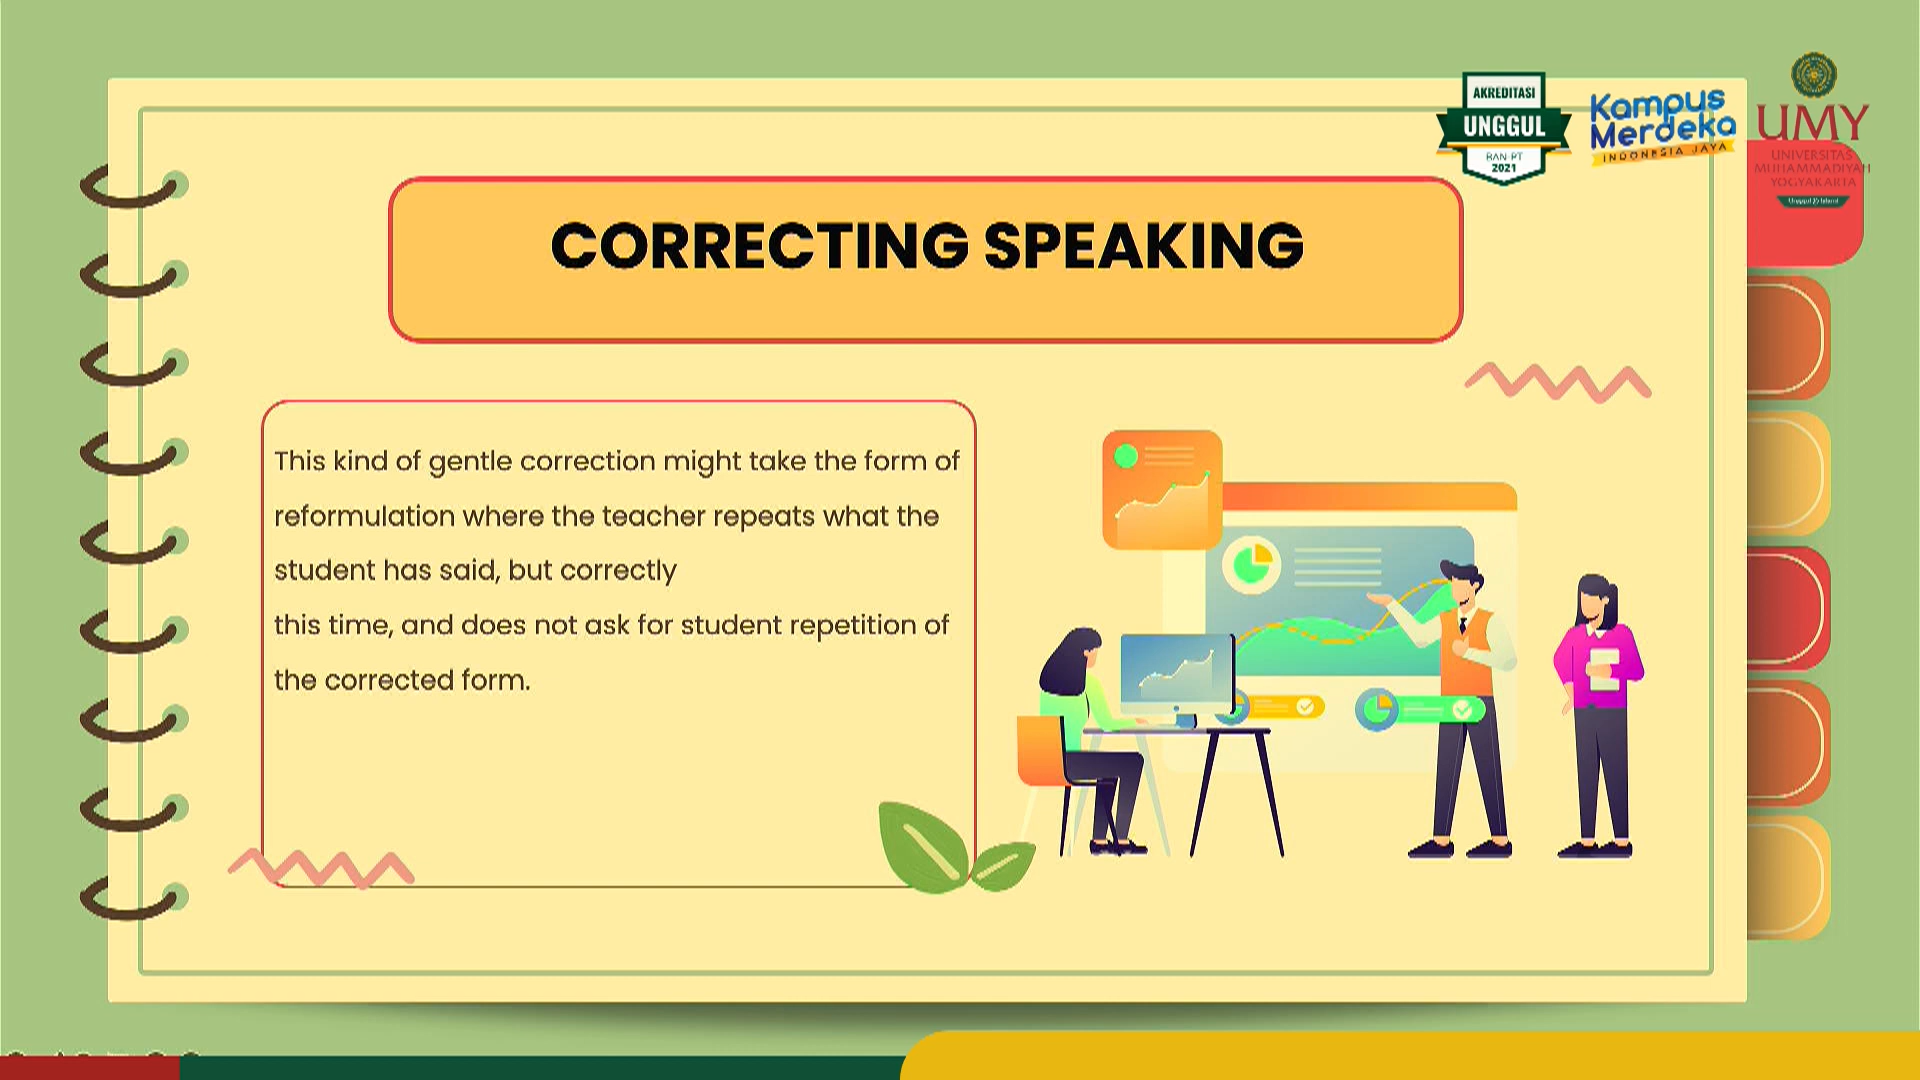 AKREDITASI
UNGGUL
BAN-PT
2021
Kampus
Merdeka
INDONESIA JAYA
UMY
UNIVERSITAS
MUHAMMADIYAH
YOGYAKARTA
Unggul & Islami
CORRECTING SPEAKING
This kind of gentle correction might take the form of
reformulation where the teacher repeats what the
student has said, but correctly
this time, and does not ask for student repetition of
the corrected form.